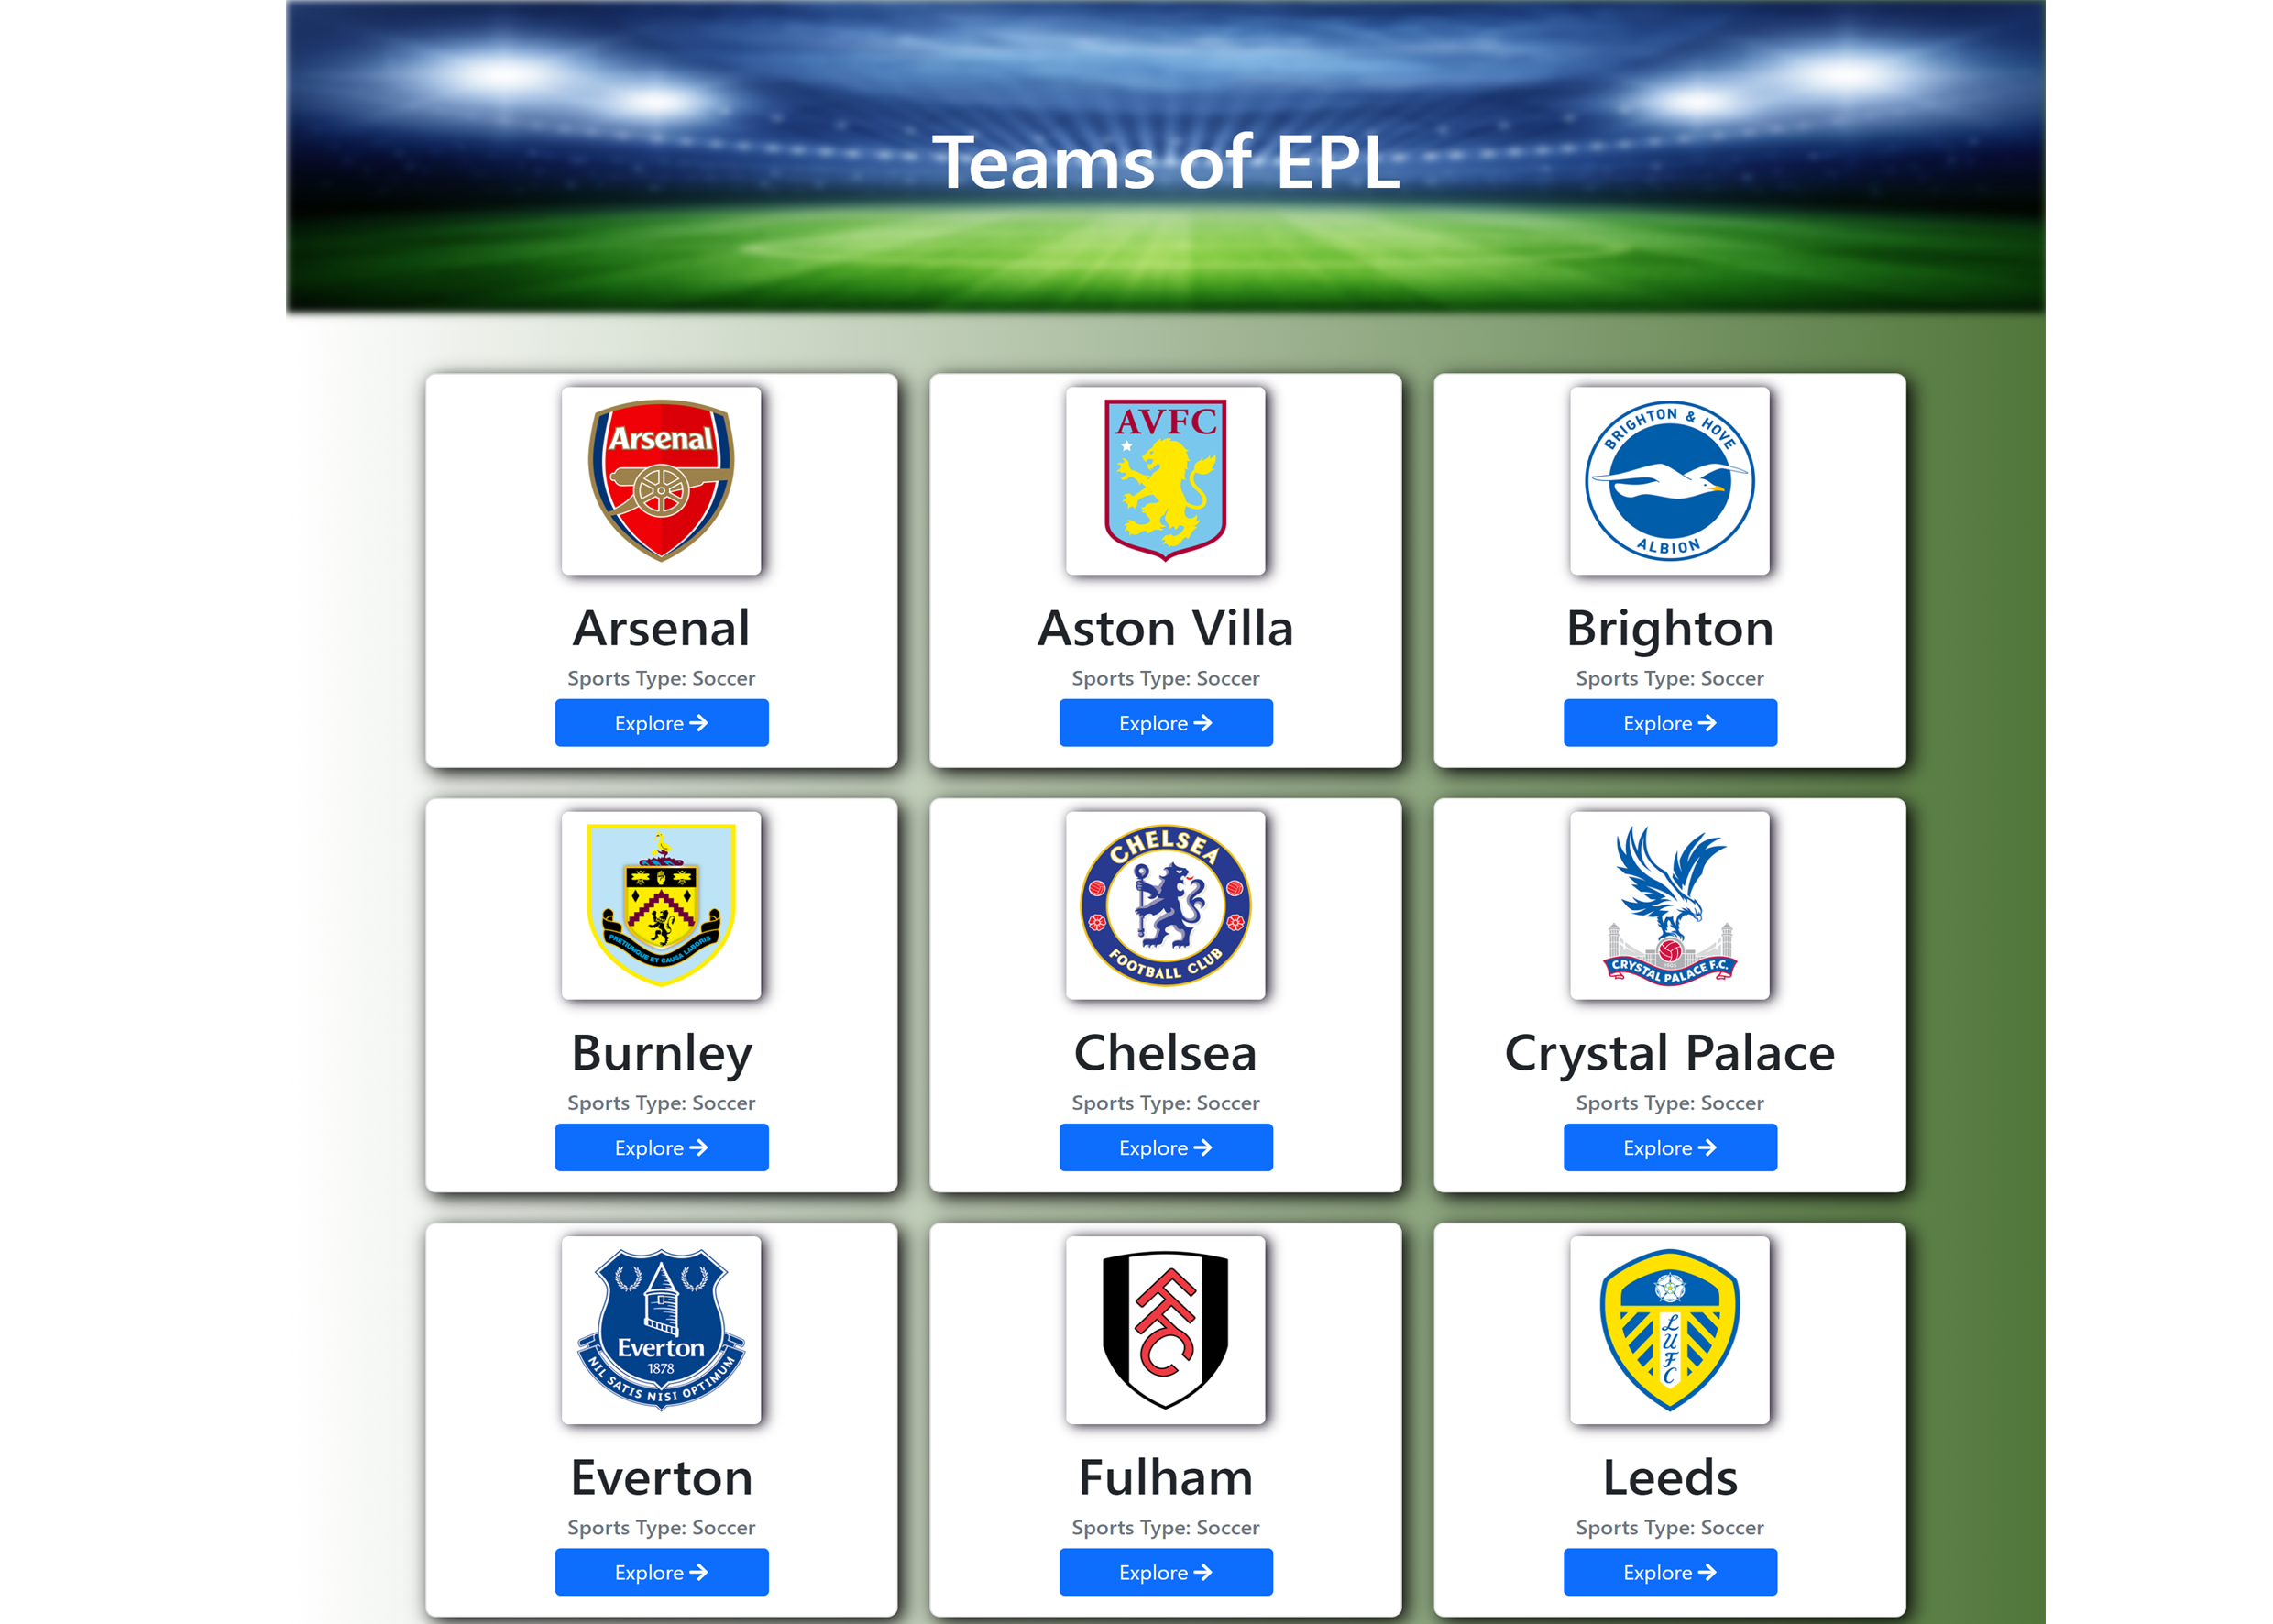 Teams of EPL
Arsenal
AVFC
BRIGHTON & HOVE
ALBION
Arsenal
Aston Villa
Brighton
Sports Type: Soccer
Sports Type: Soccer
Sports Type: Soccer
Explore
Explore
Explore
PRETIUMQUE ET CAUSA LABORIS
CHELSEA
FOOTBALL CLUB
CRYSTAL PALACE F.C.
Burnley
Chelsea
Crystal Palace
Sports Type: Soccer
Sports Type: Soccer
Sports Type: Soccer
Explore
Explore
Explore
Everton
1878
NIL SATIS NISI OPTIMUM
FFC
LUFC
Everton
Fulham
Leeds
Sports Type: Soccer
Sports Type: Soccer
Sports Type: Soccer
Explore
Explore
Explore